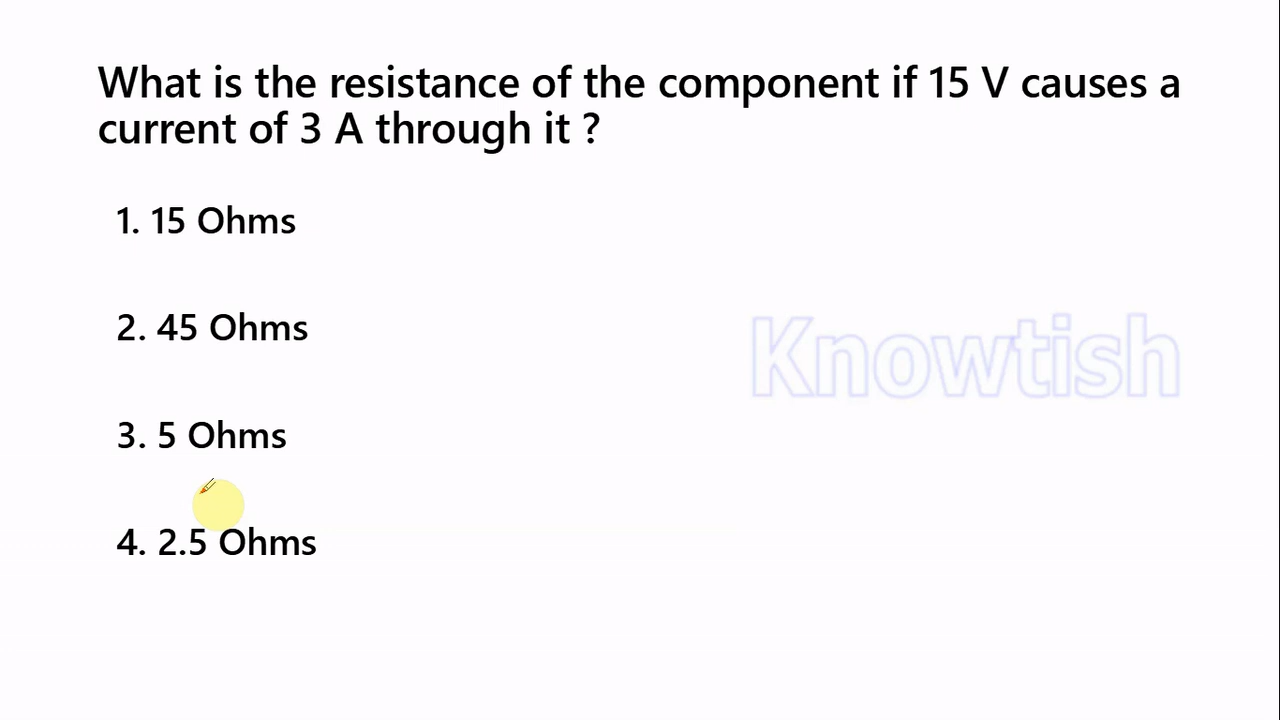 What is the resistance of the component if 15 V causes a
current of 3 A through it ?
1. 15 Ohms
2. 45 Ohms
Knowtish
3. 5 Ohms
4. 2.5 Ohms